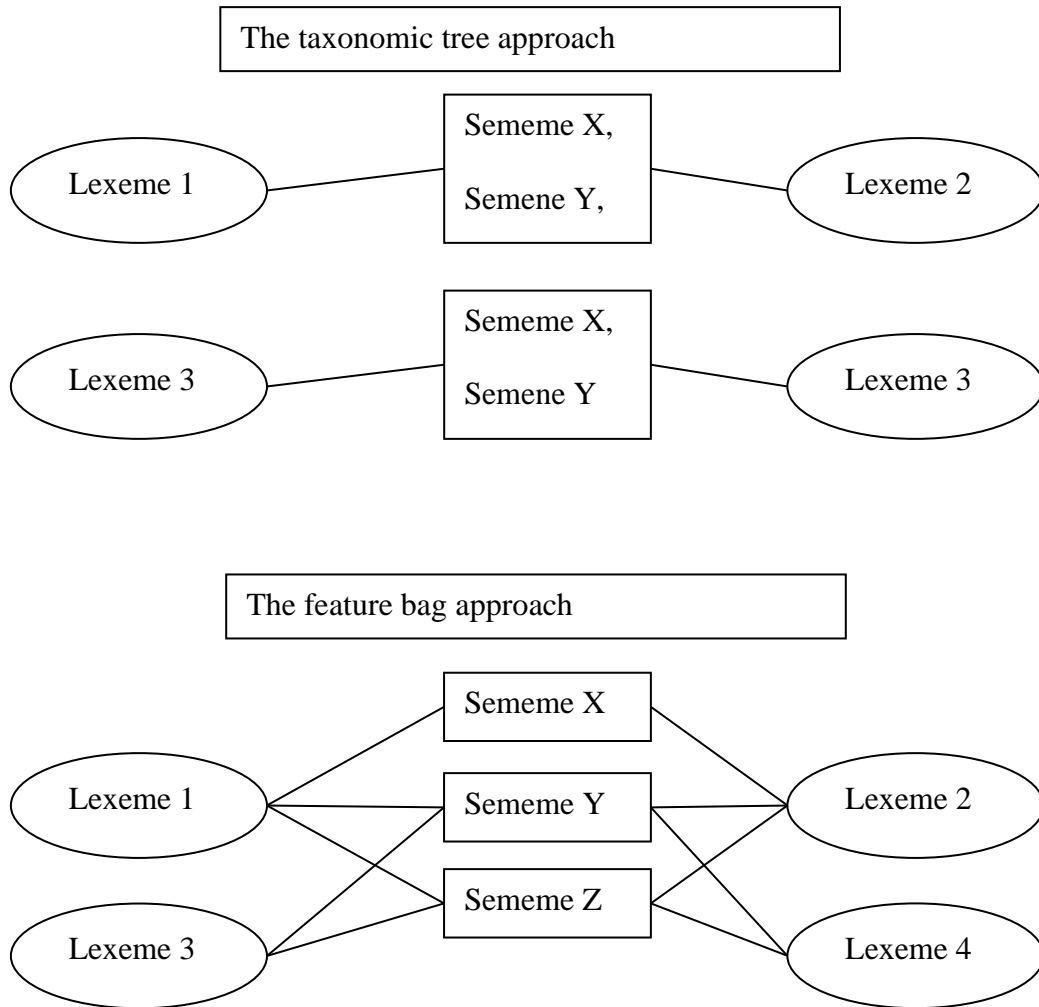 The taxonomic tree approach
Sememe X,
Lexeme 1
Lexeme 2
Semene Y,
Sememe X,
Lexeme 3
Lexeme 3
Semene Y
The feature bag approach
Sememe X
Lexeme 1
Sememe Y
Lexeme 2
Sememe Z
Lexeme 3
Lexeme 4